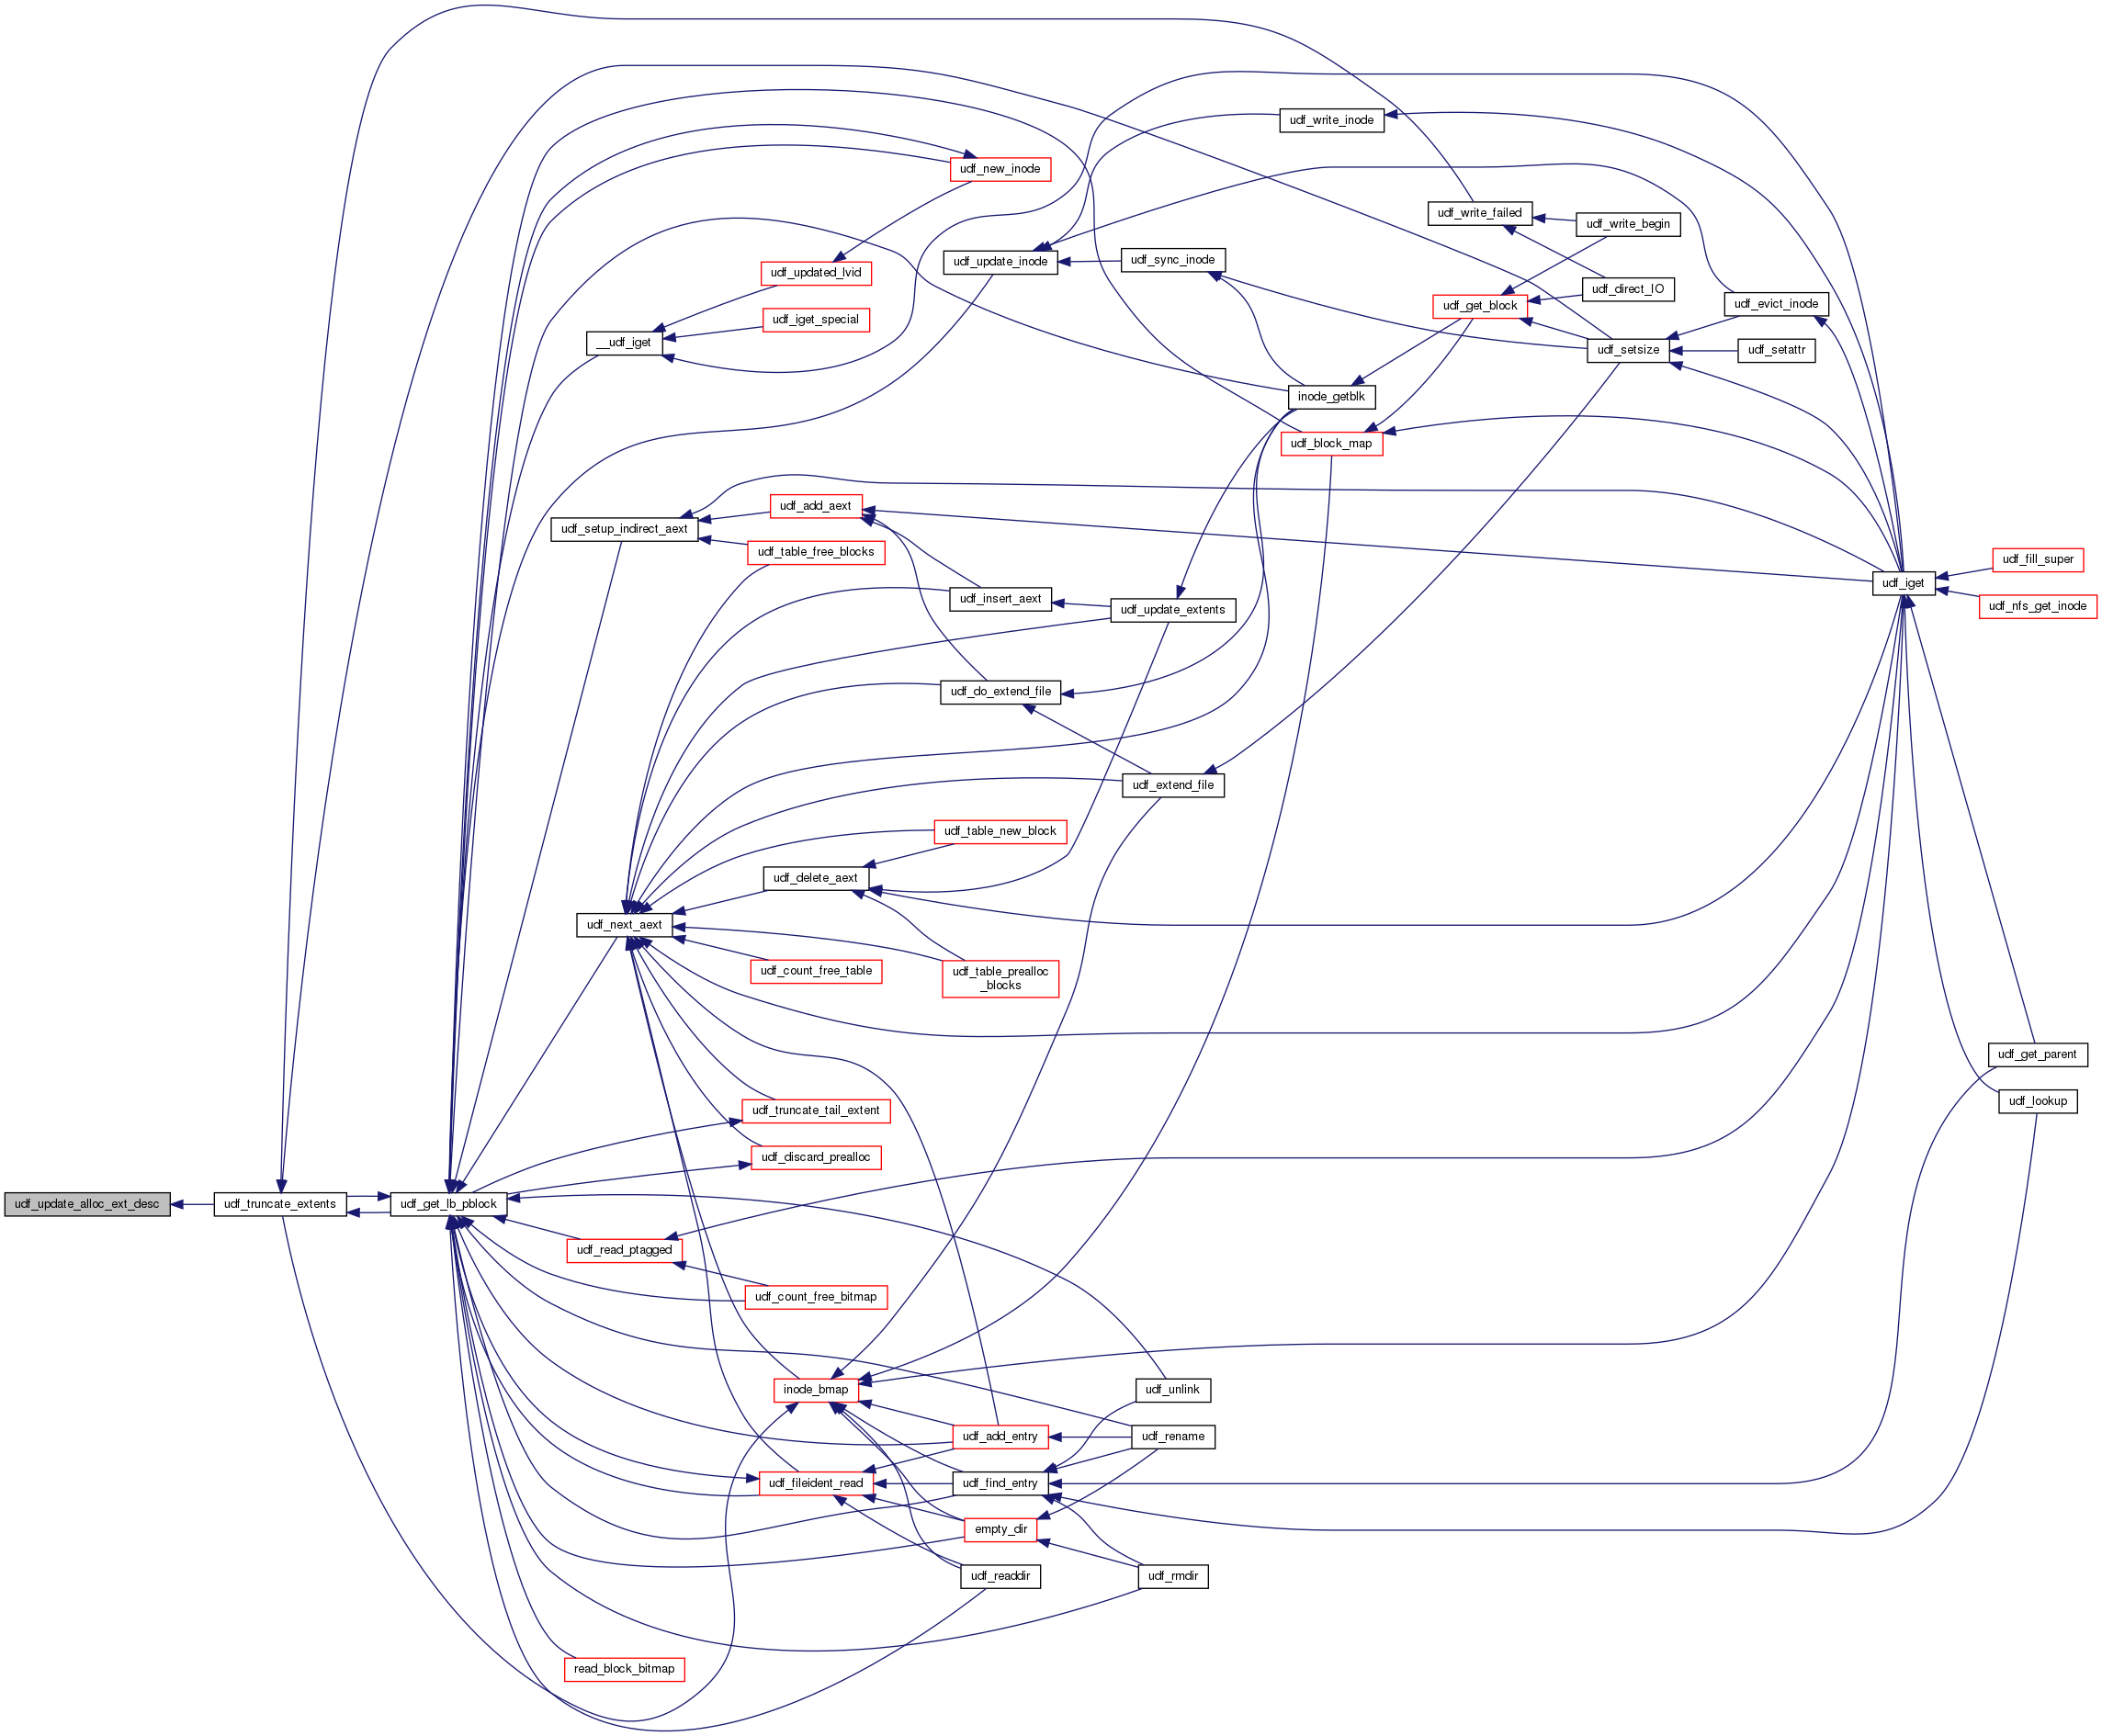 udf_write_inode
udf_new_inode
udf_write_failed
udf_write_begin
udf_update_inode
udf_sync_inode
udf_updated_lvid
udf_direct_IO
udf_evict_inode
udf_get_block
udf_iget_special
__udf_iget
udf_setsize
udf_setattr
inode_getblk
udf_block_map
udf_add_aext
udf_setup_indirect_aext
udf_table_free_blocks
udf_fill_super
udf_iget
udf_insert_aext
udf_update_extents
udf_nfs_get_inode
udf_do_extend_file
udf_extend_file
udf_table_new_block
udf_delete_aext
udf_next_aext
udf_count_free_table
udf_table_prealloc
_blocks
udf_get_parent
udf_truncate_tail_extent
udf_lookup
udf_discard_prealloc
udf_update_alloc_ext_desc
udf_truncate_extents
udf_get_lb_pblock
udf_read_ptagged
udf_count_free_bitmap
inode_bmap
udf_unlink
udf_add_entry
udf_rename
udf_fileident_read
udf_find_entry
empty_dir
udf_readdir
udf_rmdir
read_block_bitmap